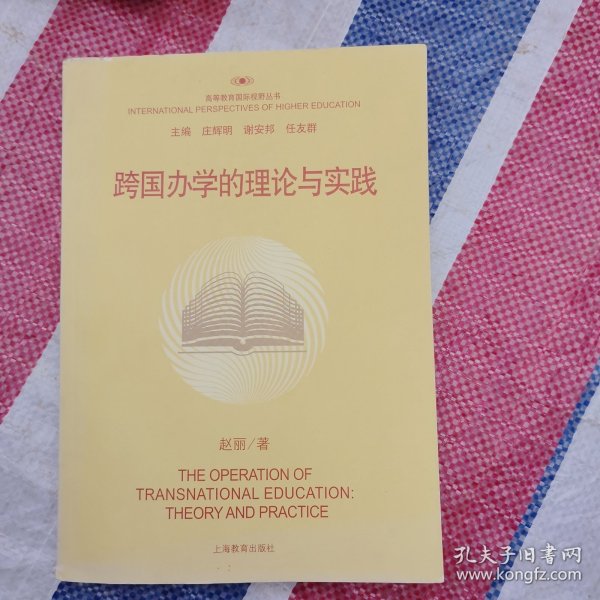 高等教育国际视野丛书
INTERNATIONAL PERSPECTIVES OF HIGHER EDUCATION
主编 庄辉明 谢安邦 任友群
跨国办学的理论与实践
赵丽/著
THE OPERATION OF
TRANSNATIONAL EDUCATION:
THEORY AND PRACTICE
上海教育出版社
孔夫子旧书网
www.kongfz.com